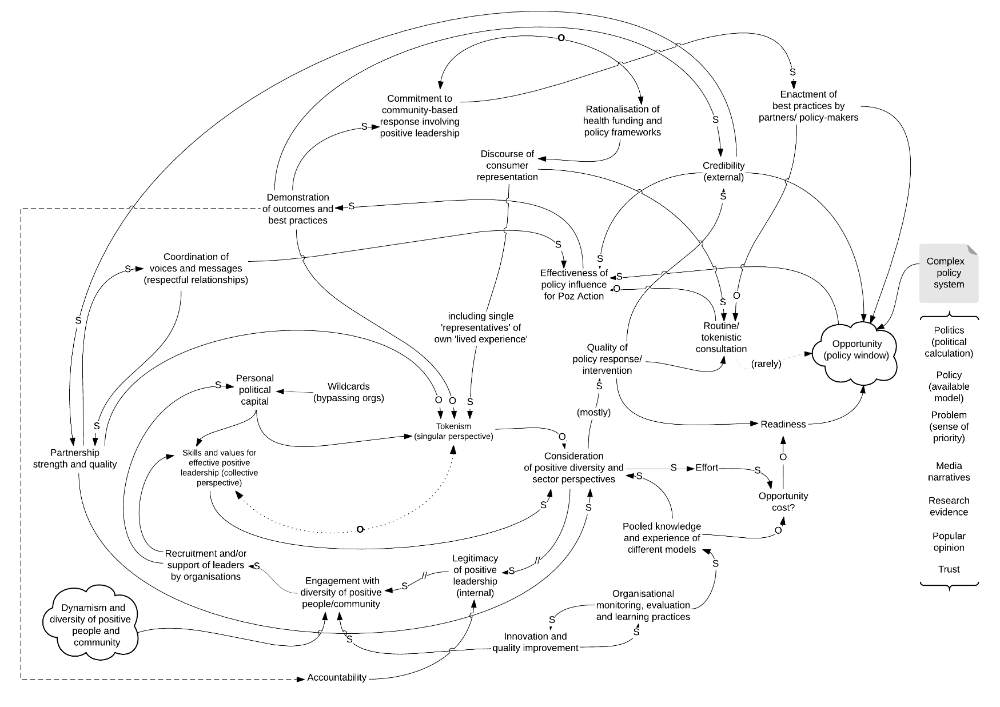 O
S
Commitment to
community-based
response involving
positive leadership
S
Rationalisation of
health funding and
policy frameworks
Enactment of
best practices by
partners/ policy-makers
S
Discourse of
consumer
representation
Credibility
(external)
S
Demonstration
of outcomes and
best practices
S
S
Coordination of
voices and messages
(respectful relationships)
S
S
S
Effectiveness of
policy influence
for Poz Action
S
O
S
O
Complex
policy
system
S
including single
'representatives' of
own 'lived experience'
Routine/
tokenistic
consultation
(rarely)
Opportunity
(policy window)
Politics
(political
calculation)
Policy
(available
model)
Problem
(sense of
priority)
Media
narratives
Research
evidence
Popular
opinion
Trust
Quality of
policy response/
intervention
S
(mostly)
Personal
political
capital
S
Wildcards
(bypassing orgs)
O
O
S
Tokenism
(singular perspective)
O
Readiness
O
S
Partnership
strength and quality
Skills and values for
effective positive
leadership (collective
perspective)
Consideration
of positive diversity and
sector perspectives
S
Effort
S
S
Opportunity
cost?
S
S
O
Pooled knowledge
and experience of
different models
O
S
Recruitment and/or
support of leaders
by organisations
S
Legitimacy
of positive
leadership
(internal)
S
//
Engagement with
diversity of positive
people/community
S
//
Dynamism and
diversity of positive
people and
community
S
Organisational
monitoring, evaluation
and learning practices
S
S
Innovation and
quality improvement
Accountability